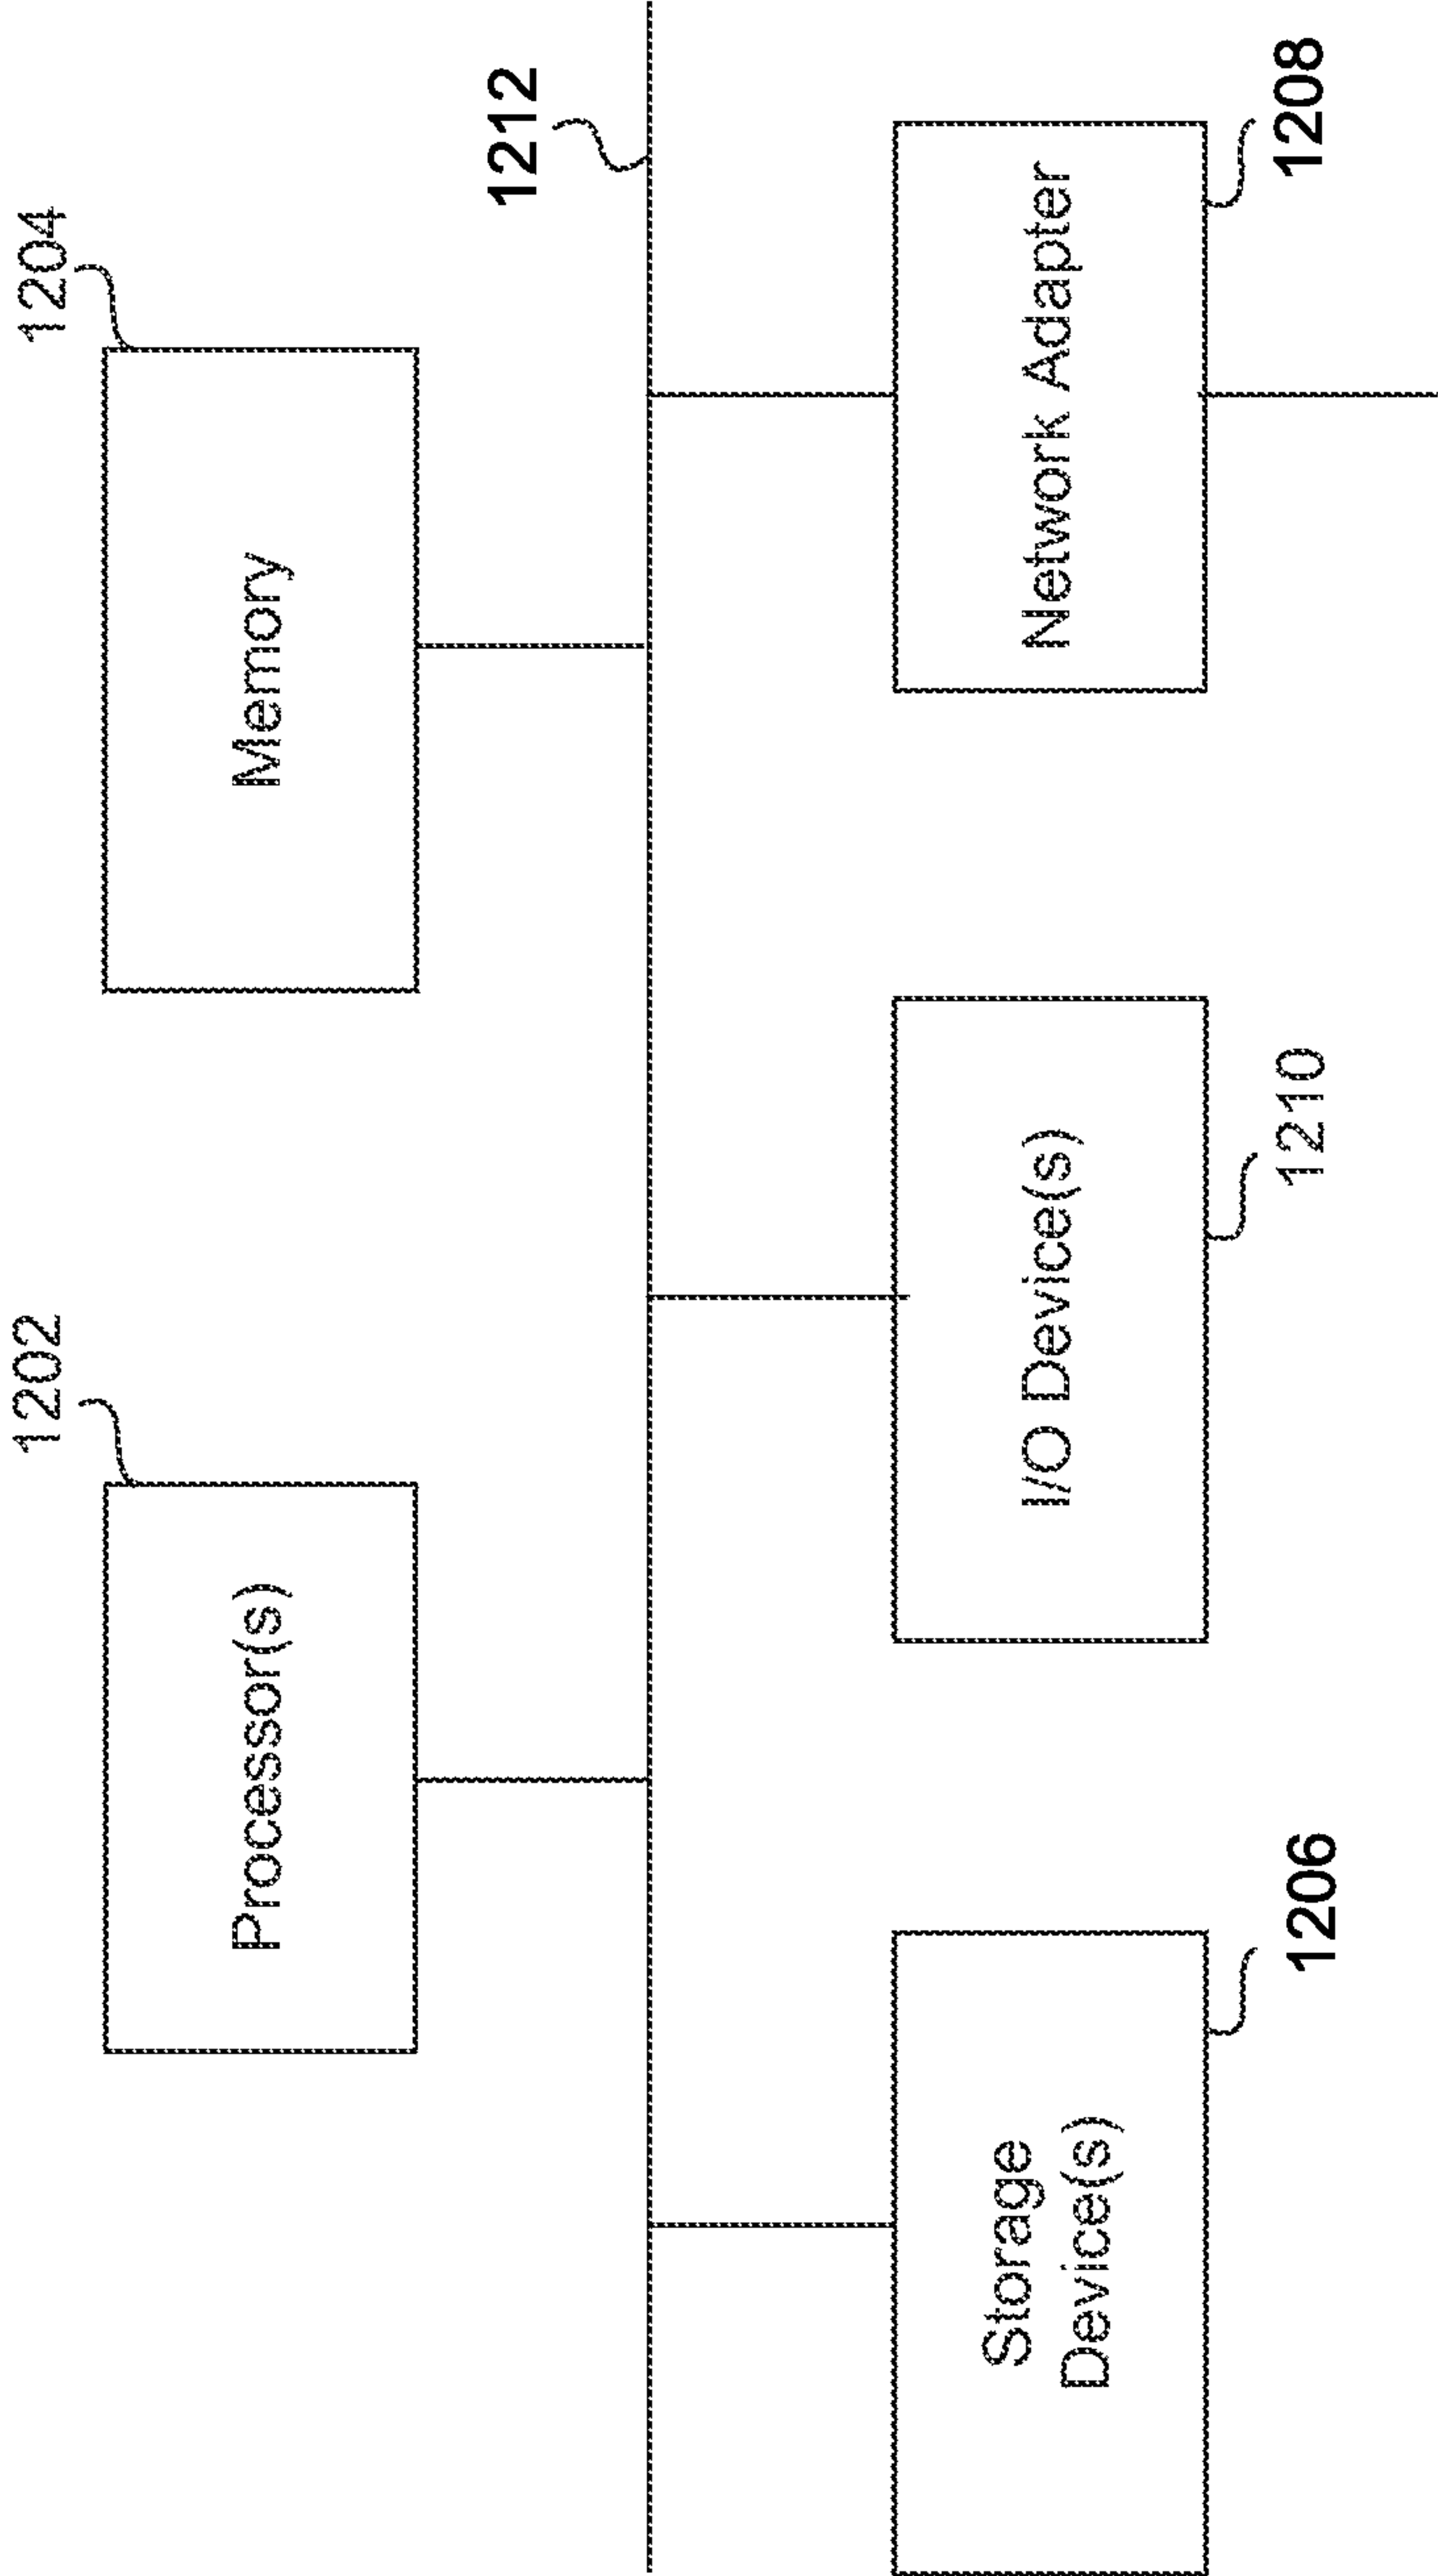 1202
1204
Processor(s)
Memory
1212
Storage
Device(s)
I/O Device(s)
Network Adapter
1206
1210
1208